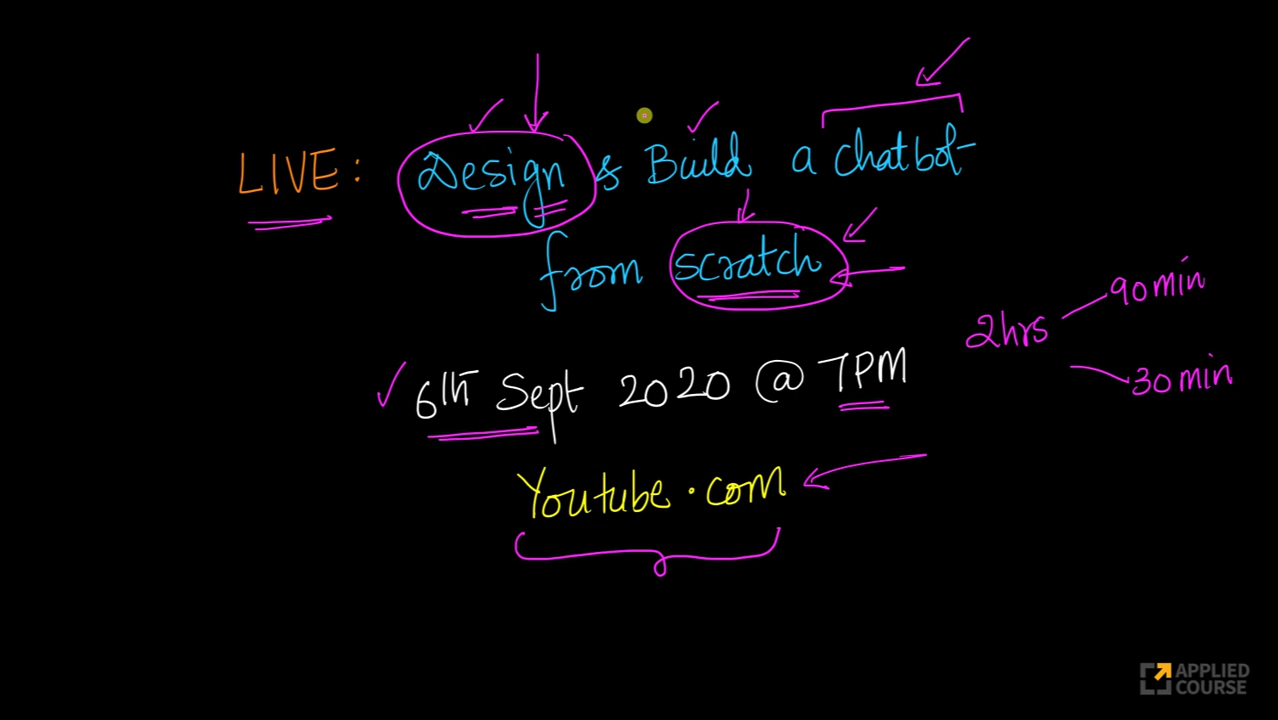 LIVE: Design & Build a chatbot
from scratch
90min
2hrs
30min
6th Sept 2020 @ 7PM
Youtube.com
APPLIED
COURSE